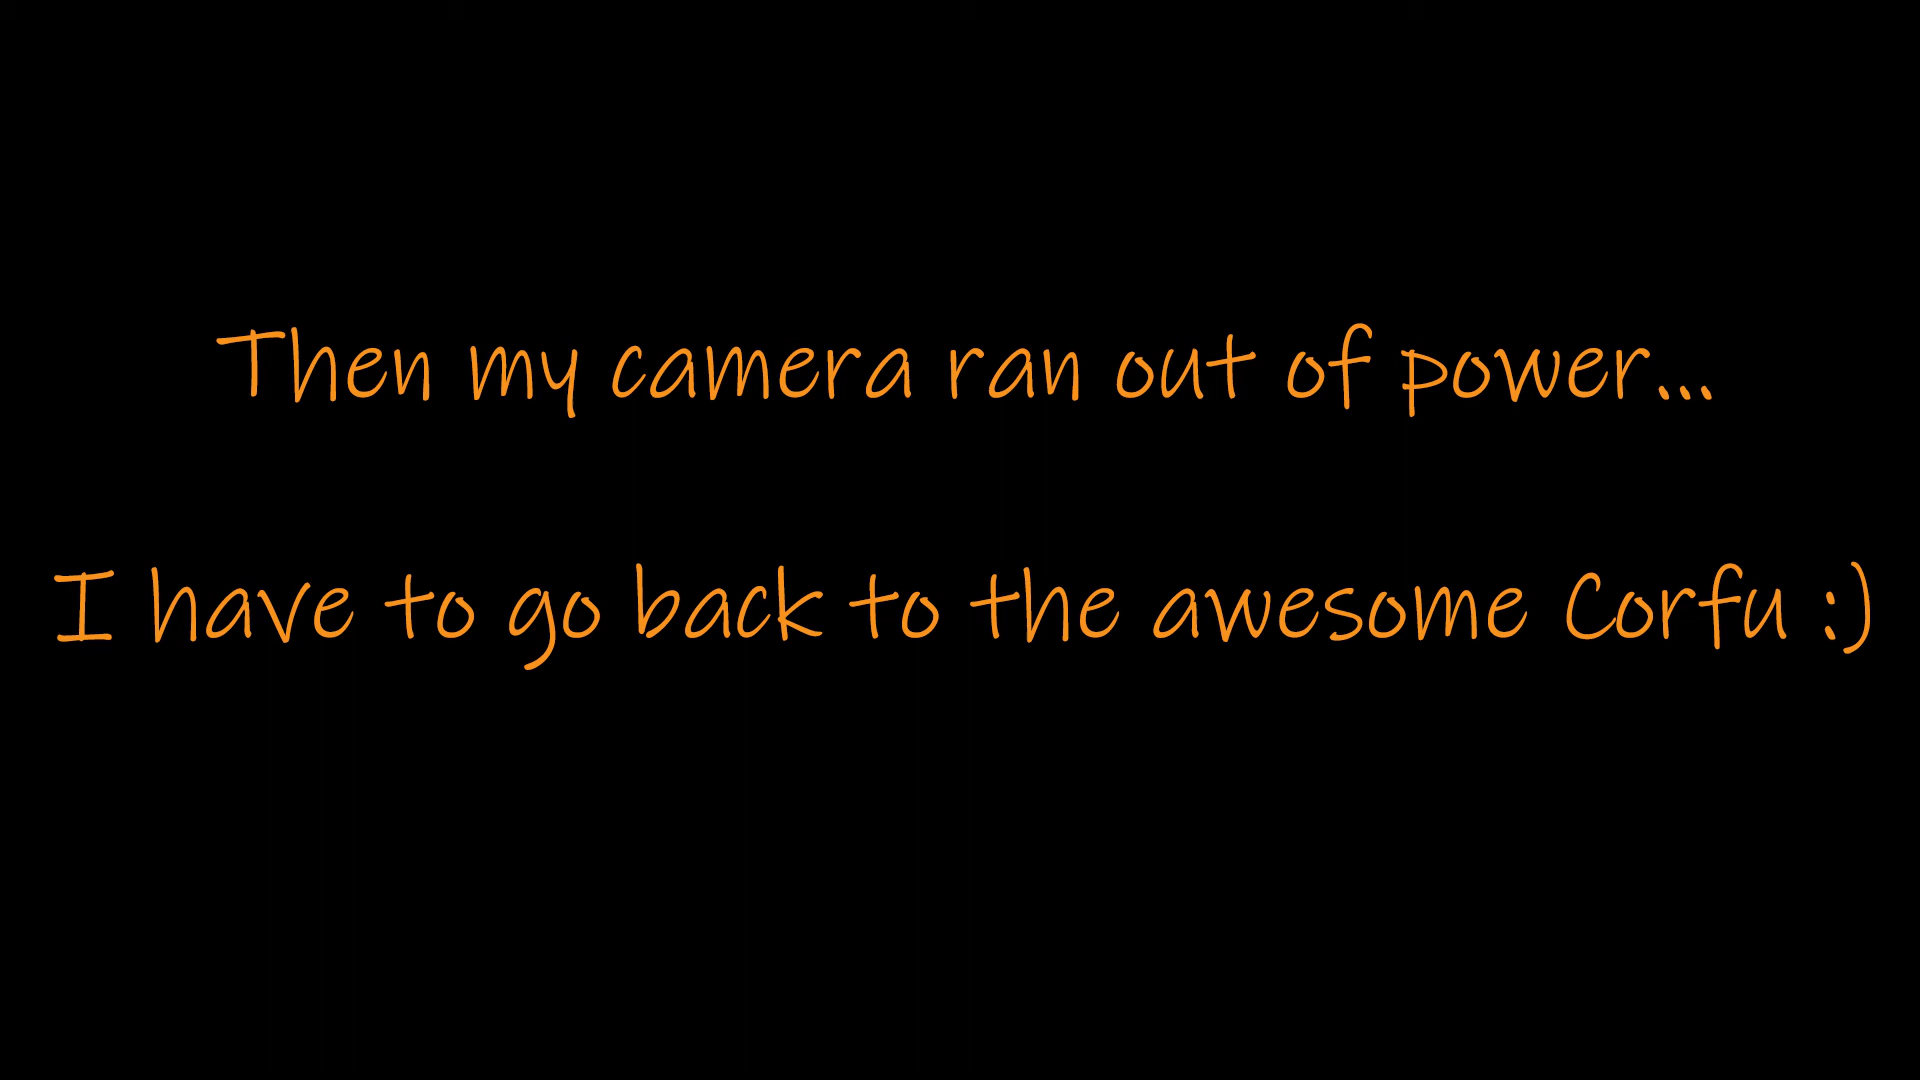 Then my camera ran out of power...
I have to go back to the awesome Corfu :)